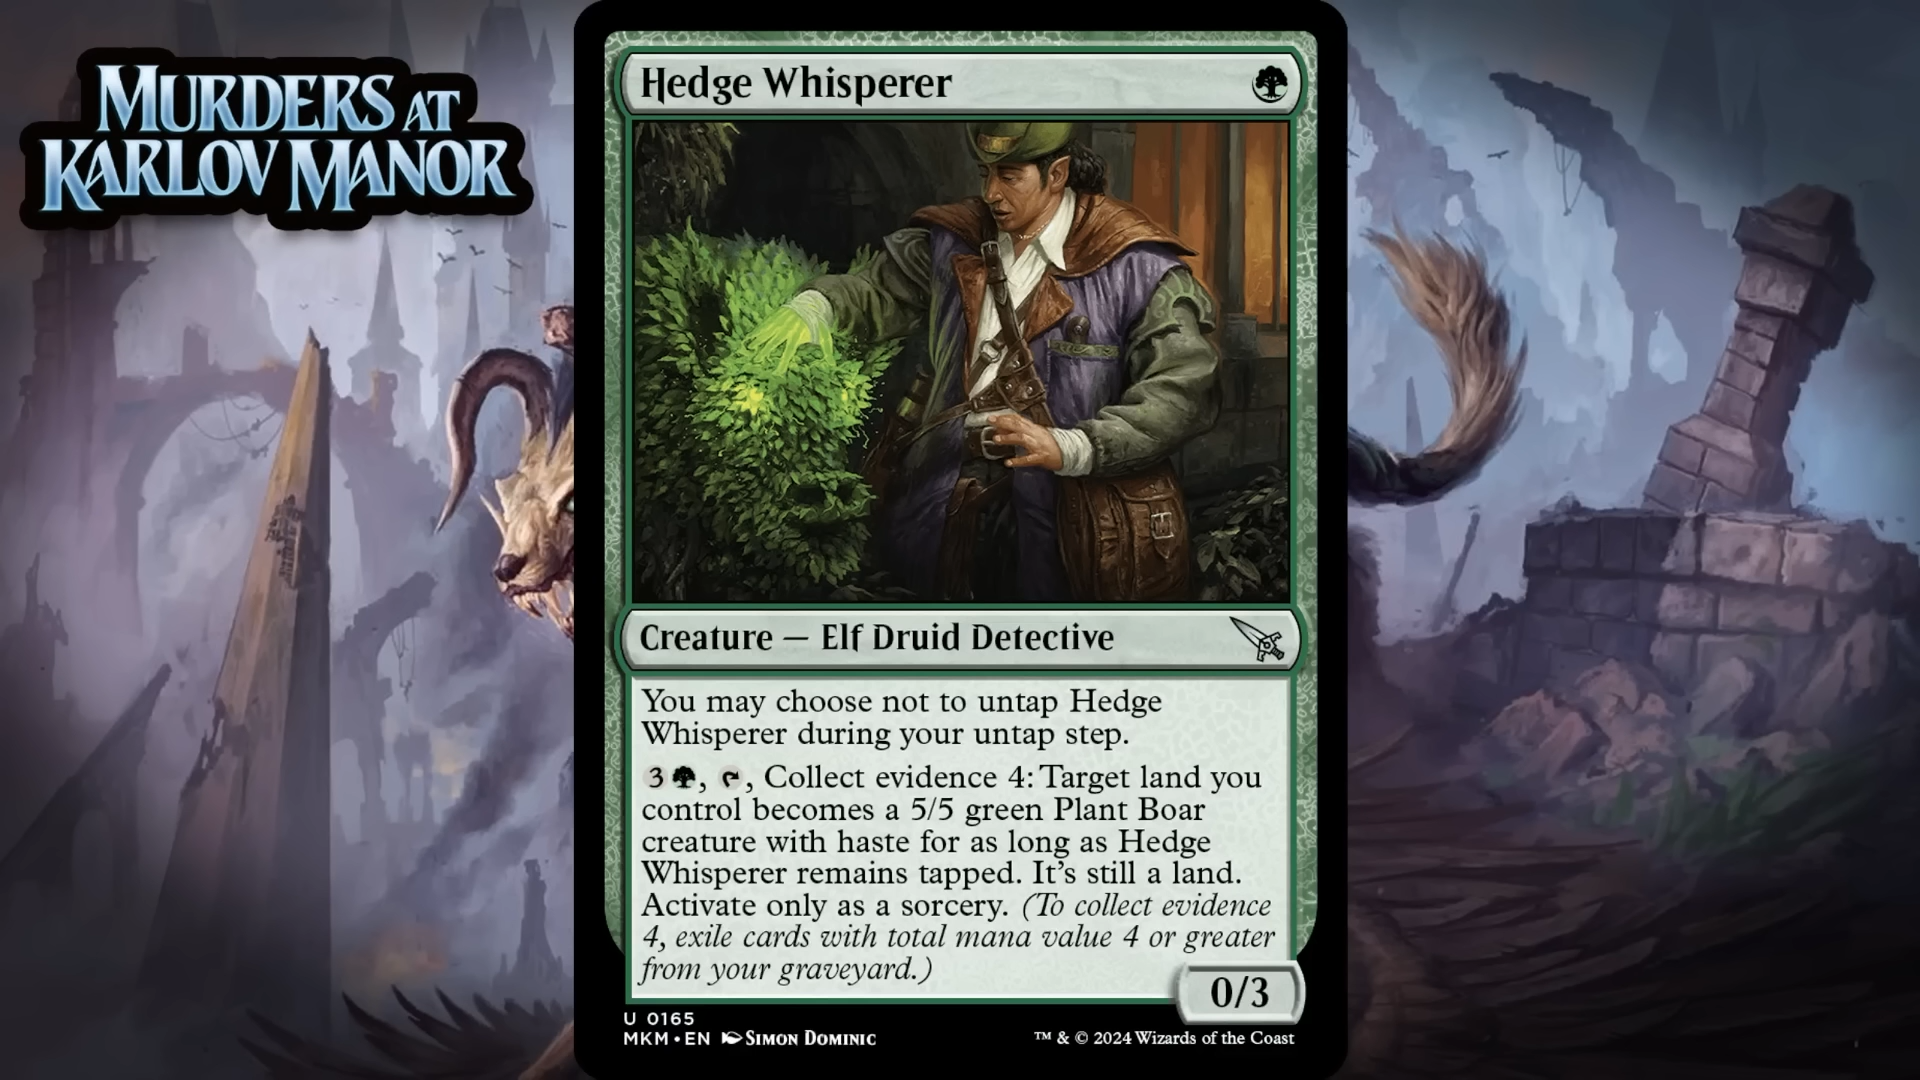 MURDERS AT
KARLOV MANOR
Hedge Whisperer
Creature — Elf Druid Detective
You may choose not to untap Hedge
Whisperer during your untap step.
3, , Collect evidence 4: Target land you
control becomes a 5/5 green Plant Boar
creature with haste for as long as Hedge
Whisperer remains tapped. It's still a land.
Activate only as a sorcery. (To collect evidence
4, exile cards with total mana value 4 or greater
from your graveyard.)
0/3
U 0165
MKM • EN SIMON DOMINIC
™ & © 2024 Wizards of the Coast